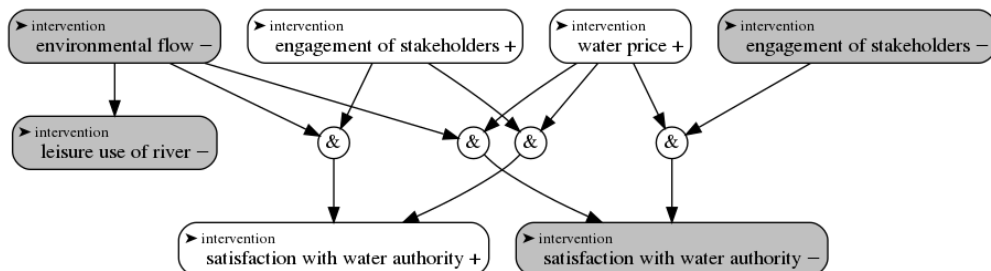 ➤ intervention
environmental flow −
➤ intervention
engagement of stakeholders +
➤ intervention
water price +
➤ intervention
engagement of stakeholders −
➤ intervention
leisure use of river −
&
&
&
&
➤ intervention
satisfaction with water authority +
➤ intervention
satisfaction with water authority −